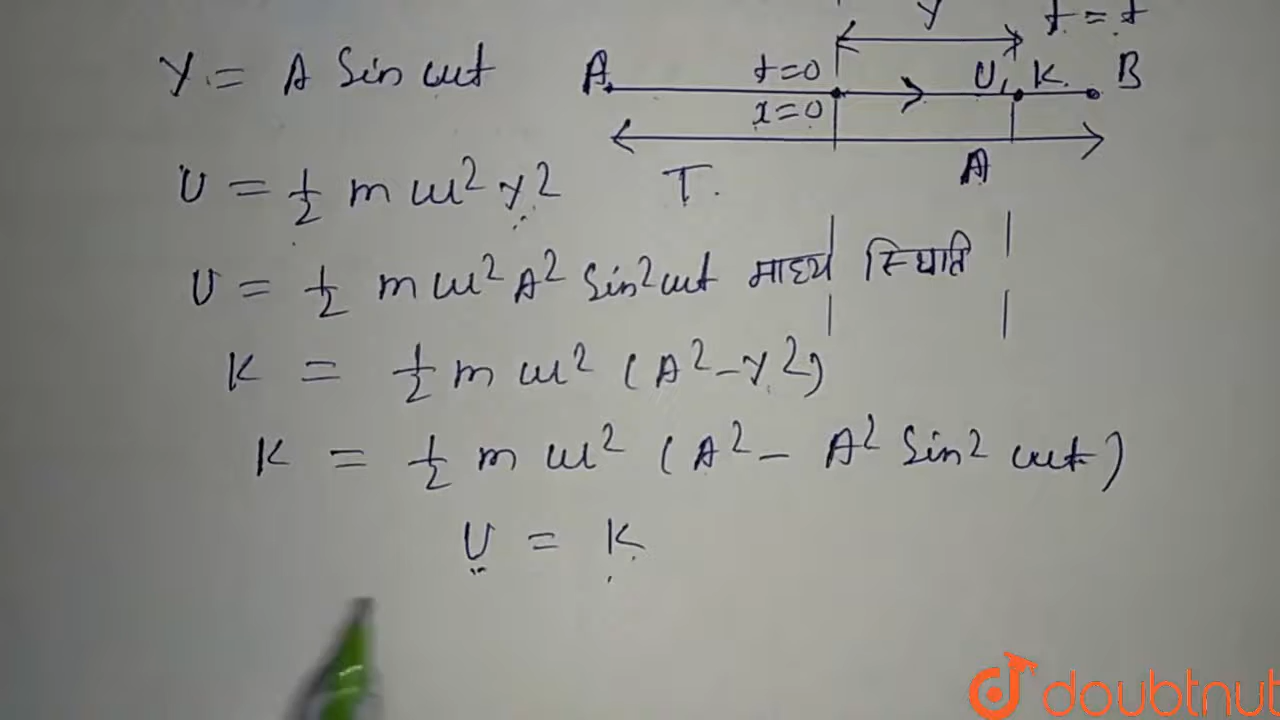 y t = t
y = A Sin ωt A t=0 U, K B
x=0
A
U = 1/2 m ω² y² T.
U = 1/2 m ω² A² Sin² ωt माध्य स्थिति
K = 1/2 m ω² (A² - y²)
K = 1/2 m ω² (A² - A² Sin² ωt)
U = K
doubtnut